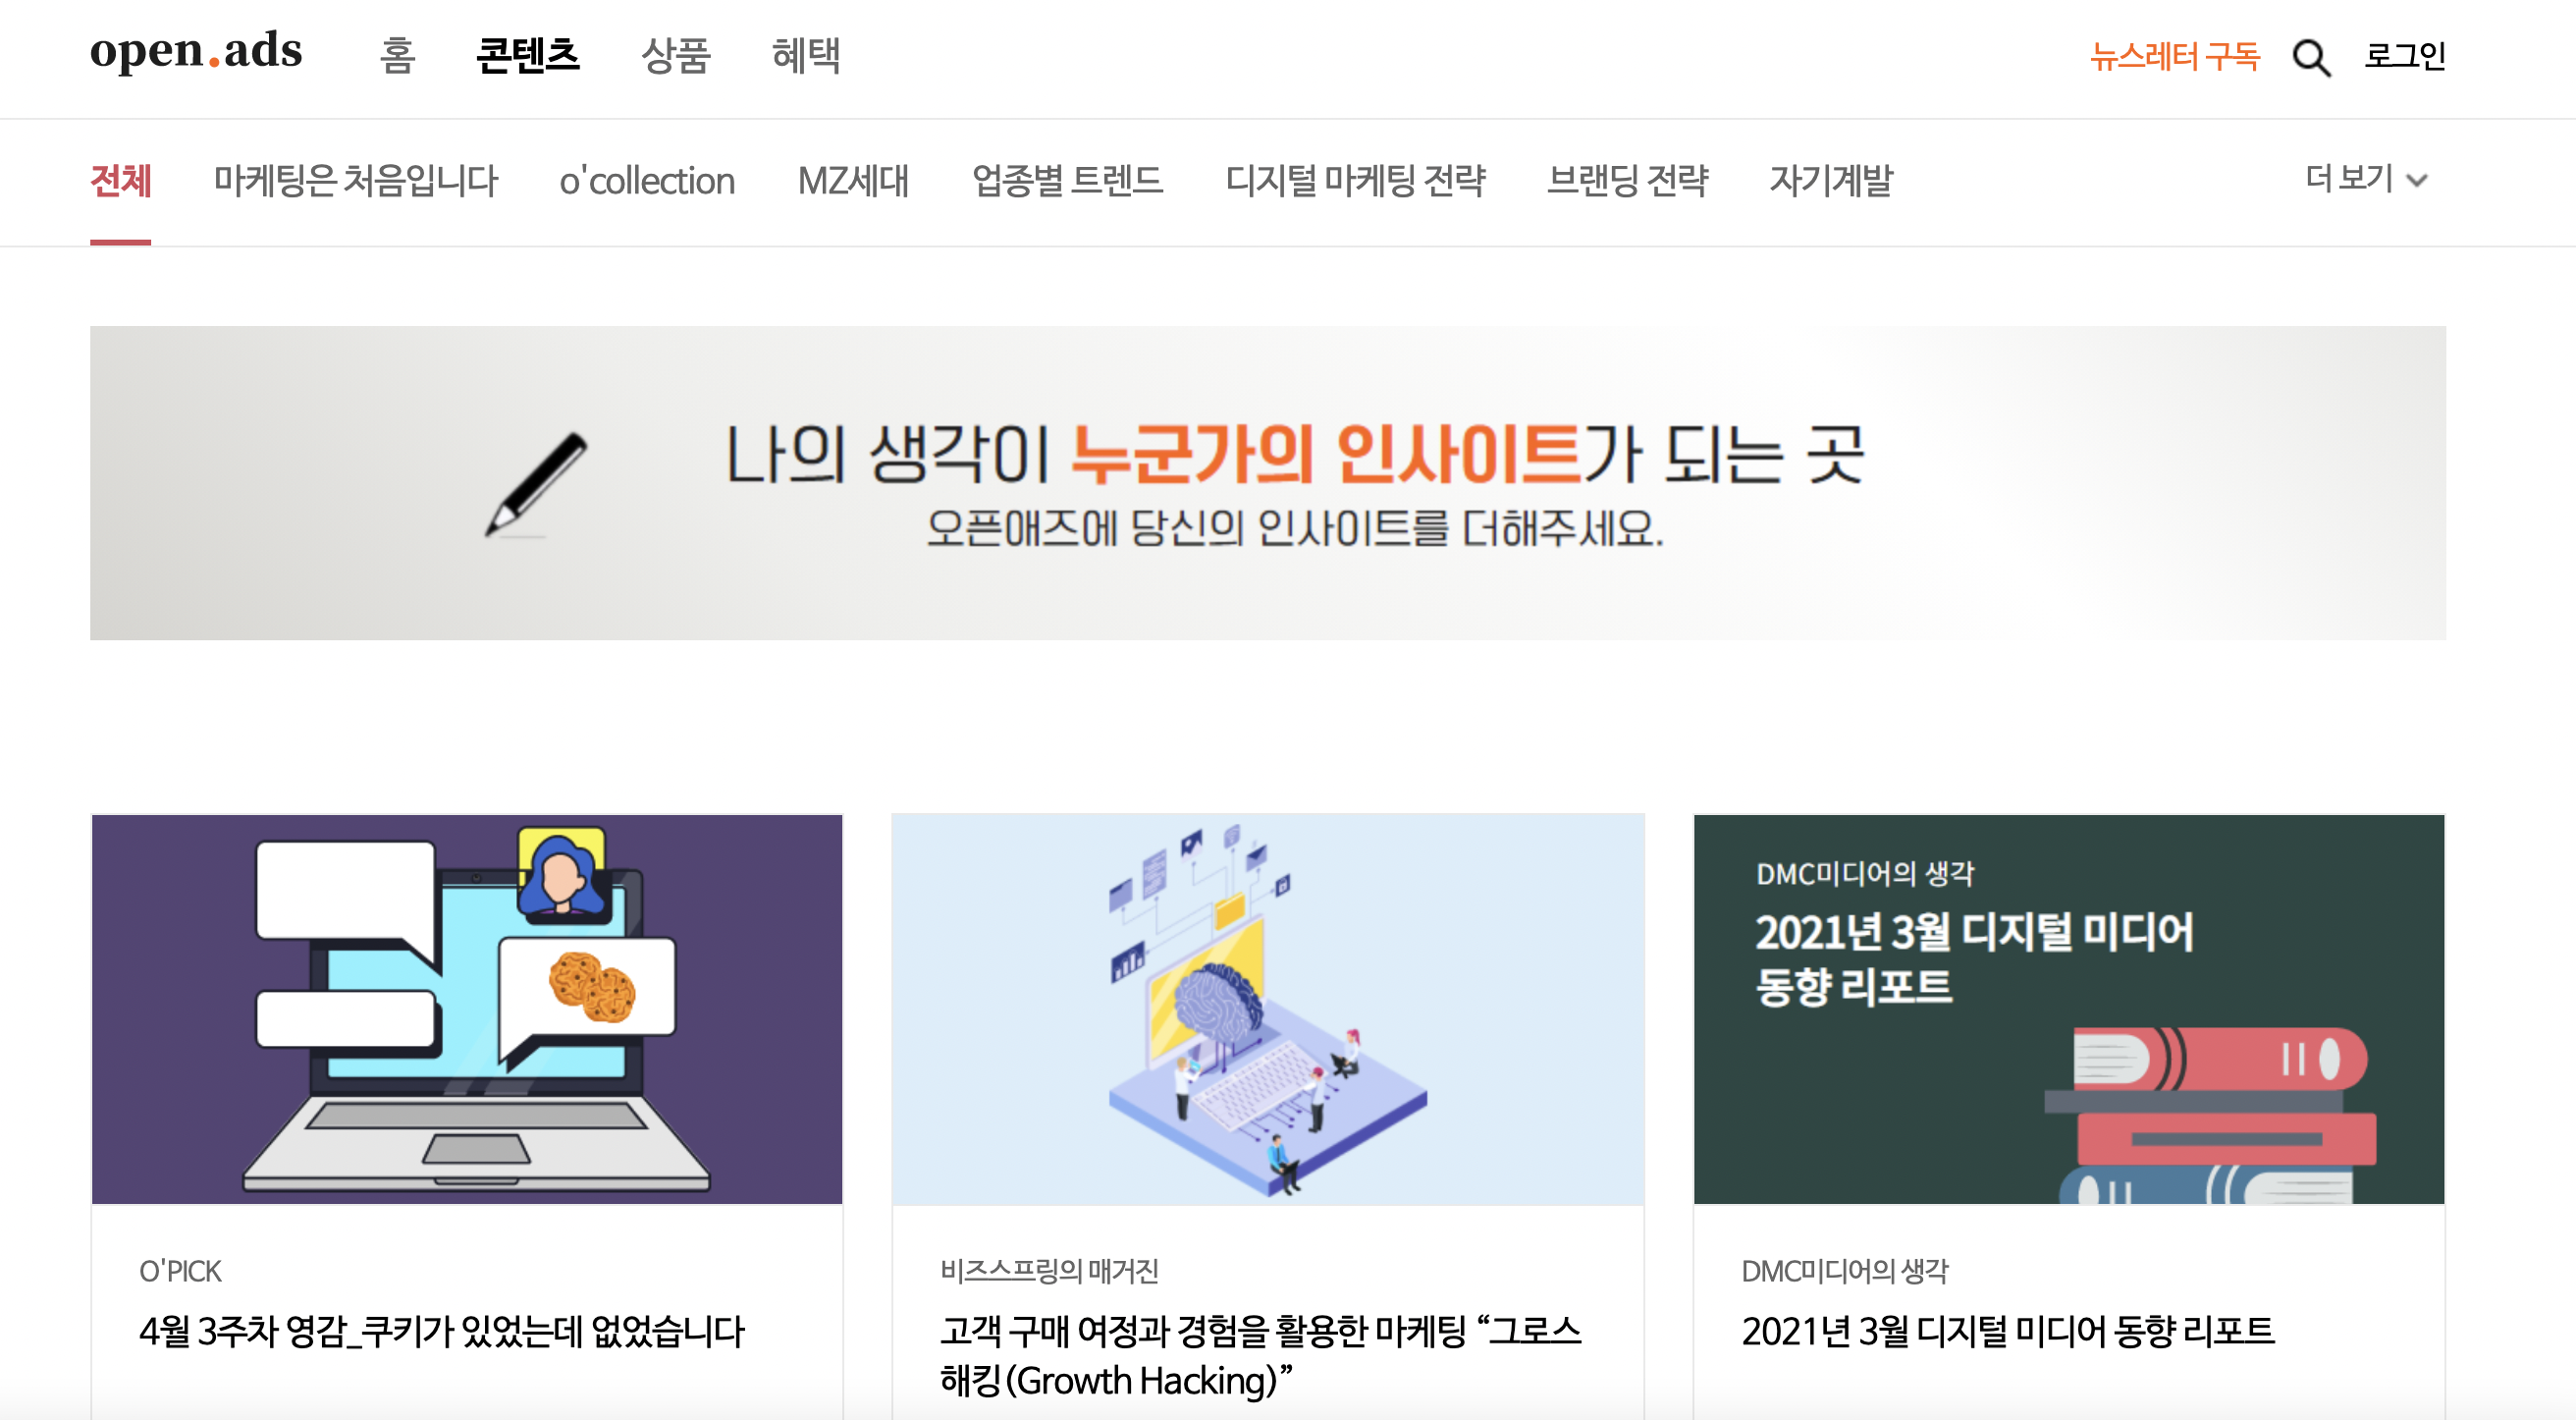 open.ads
홈 콘텐츠 상품 혜택
뉴스레터 구독 로그인
전체 마케팅은 처음입니다 o'collection MZ세대 업종별 트렌드 디지털 마케팅 전략 브랜딩 전략 자기계발 더 보기
나의 생각이 누군가의 인사이트가 되는 곳
오픈애즈에 당신의 인사이트를 더해주세요.
DMC미디어의 생각
2021년 3월 디지털 미디어
동향 리포트
O'PICK
4월 3주차 영감_쿠키가 있었는데 없었습니다
비즈스프링의 매거진
고객 구매 여정과 경험을 활용한 마케팅 “그로스
해킹(Growth Hacking)”
DMC미디어의 생각
2021년 3월 디지털 미디어 동향 리포트